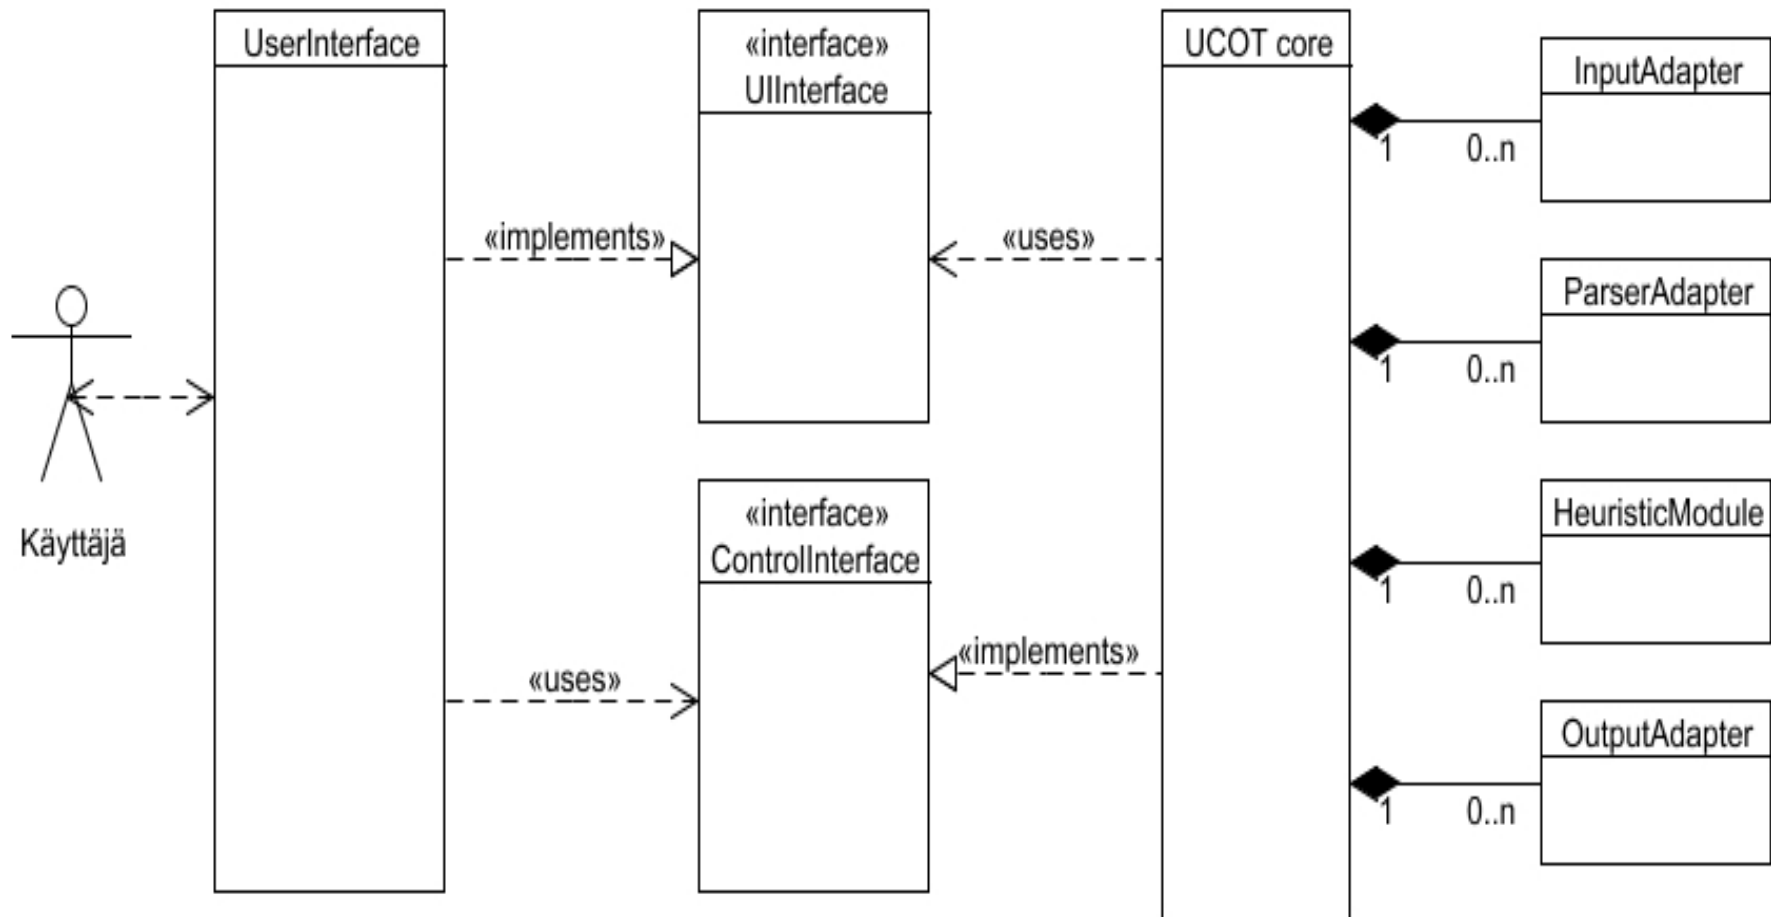 UserInterface
«interface»
UIInterface
UCOT core
InputAdapter
1
0..n
«implements»
«uses»
ParserAdapter
1
0..n
Käyttäjä
«interface»
ControlInterface
HeuristicModule
1
0..n
«uses»
«implements»
OutputAdapter
1
0..n